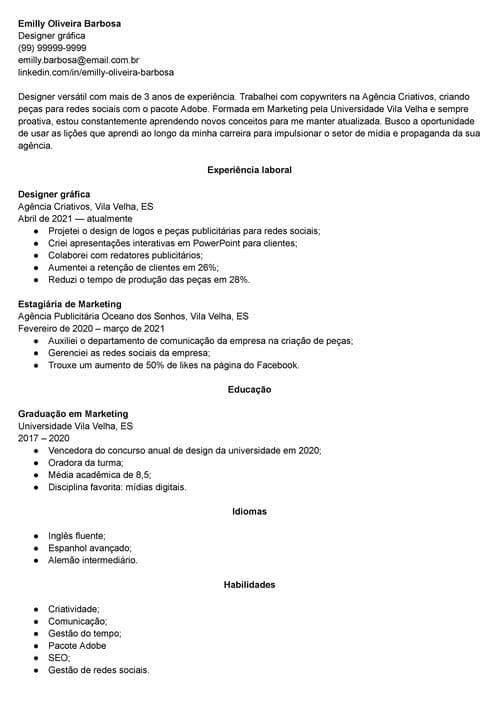 Emilly Oliveira Barbosa
Designer gráfica
(99) 99999-9999
emilly.barbosa@email.com.br
linkedin.com/in/emilly-oliveira-barbosa
Designer versátil com mais de 3 anos de experiência. Trabalhei com copywriters na Agência Criativos, criando
peças para redes sociais com o pacote Adobe. Formada em Marketing pela Universidade Vila Velha e sempre
proativa, estou constantemente aprendendo novos conceitos para me manter atualizada. Busco a oportunidade
de usar as lições que aprendi ao longo da minha carreira para impulsionar o setor de mídia e propaganda da sua
agência.
Experiência laboral
Designer gráfica
Agência Criativos, Vila Velha, ES
Abril de 2021 — atualmente
● Projetei o design de logos e peças publicitárias para redes sociais;
● Criei apresentações interativas em PowerPoint para clientes;
● Colaborei com redatores publicitários;
● Aumentei a retenção de clientes em 26%;
● Reduzi o tempo de produção das peças em 28%.
Estagiária de Marketing
Agência Publicitária Oceano dos Sonhos, Vila Velha, ES
Fevereiro de 2020 – março de 2021
● Auxiliei o departamento de comunicação da empresa na criação de peças;
● Gerenciei as redes sociais da empresa;
● Trouxe um aumento de 50% de likes na página do Facebook.
Educação
Graduação em Marketing
Universidade Vila Velha, ES
2017 – 2020
● Vencedora do concurso anual de design da universidade em 2020;
● Oradora da turma;
● Média acadêmica de 8,5;
● Disciplina favorita: mídias digitais.
Idiomas
● Inglês fluente;
● Espanhol avançado;
● Alemão intermediário.
Habilidades
● Criatividade;
● Comunicação;
● Gestão do tempo;
● Pacote Adobe
● SEO;
● Gestão de redes sociais.